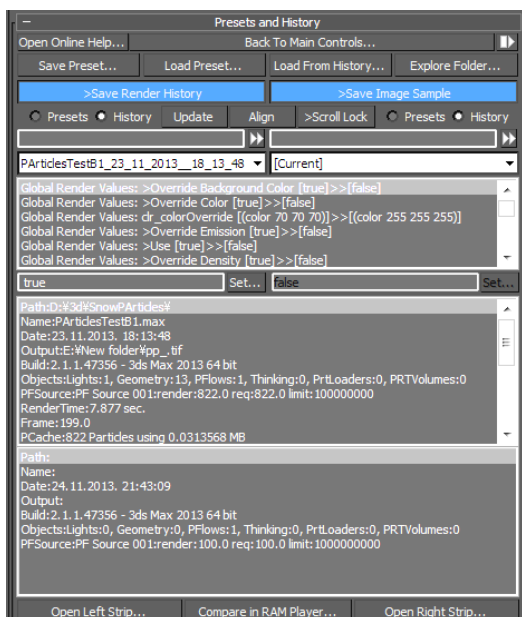 Presets and History
Open Online Help... Back To Main Controls...
Save Preset... Load Preset... Load From History... Explore Folder...
>Save Render History >Save Image Sample
Presets History Update Align >Scroll Lock Presets History
PArticlesTestB1_23_11_2013__18_13_48 [Current]
Global Render Values: >Override Background Color [true]>>[false]
Global Render Values: >Override Color [true]>>[false]
Global Render Values: dr_colorOverride [(color 70 70 70)]>>[(color 255 255 255)]
Global Render Values: >Override Emission [true]>>[false]
Global Render Values: >Use [true]>>[false]
Global Render Values: >Override Density [true]>>[false]
true Set... false Set...
Path:D:¥3d¥SnowPArticles¥
Name:PArticlesTestB1.max
Date:23.11.2013. 18:13:48
Output:E:¥New folder¥pp_.tif
Build:2.1.1.47356 - 3ds Max 2013 64 bit
Objects:Lights:1, Geometry:13, PFlows:1, Thinking:0, PrtLoaders:0, PRTVolumes:0
PFSource:PF Source 001:render:822.0 req:822.0 limit:100000000
RenderTime:7.877 sec.
Frame:199.0
PCache:822 Particles using 0.0313568 MB
Path:
Name:
Date:24.11.2013. 21:43:09
Output:
Build:2.1.1.47356 - 3ds Max 2013 64 bit
Objects:Lights:0, Geometry:0, PFlows:1, Thinking:0, PrtLoaders:0, PRTVolumes:0
PFSource:PF Source 001:render:100.0 req:100.0 limit:1000000000
Open Left Strip... Compare in RAM Player... Open Right Strip...